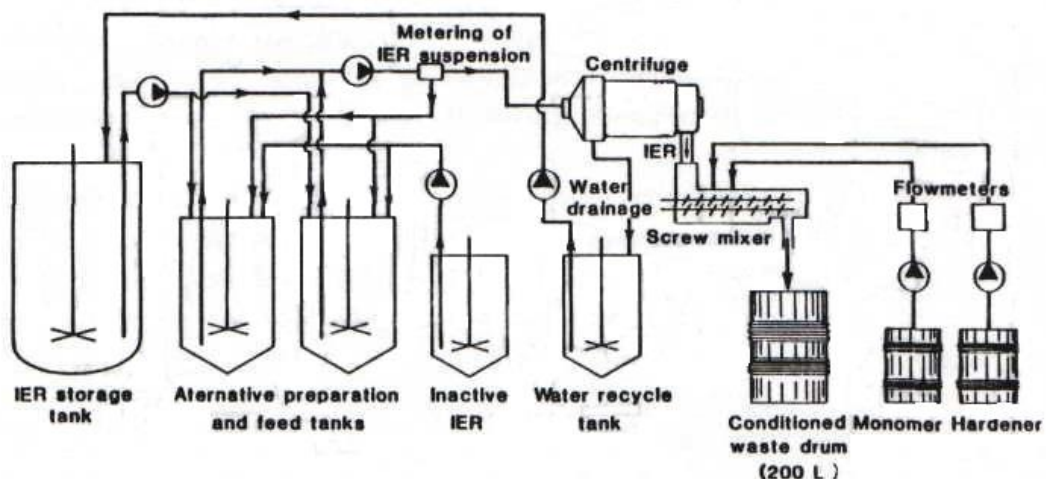 Metering of
IER suspension
Centrifuge
IER
Flowmeters
Water
drainage
Screw mixer
IER storage
tank
Aternative preparation
and feed tanks
Inactive
IER
Water recycle
tank
Conditioned
waste drum
(200 L )
Monomer
Hardener